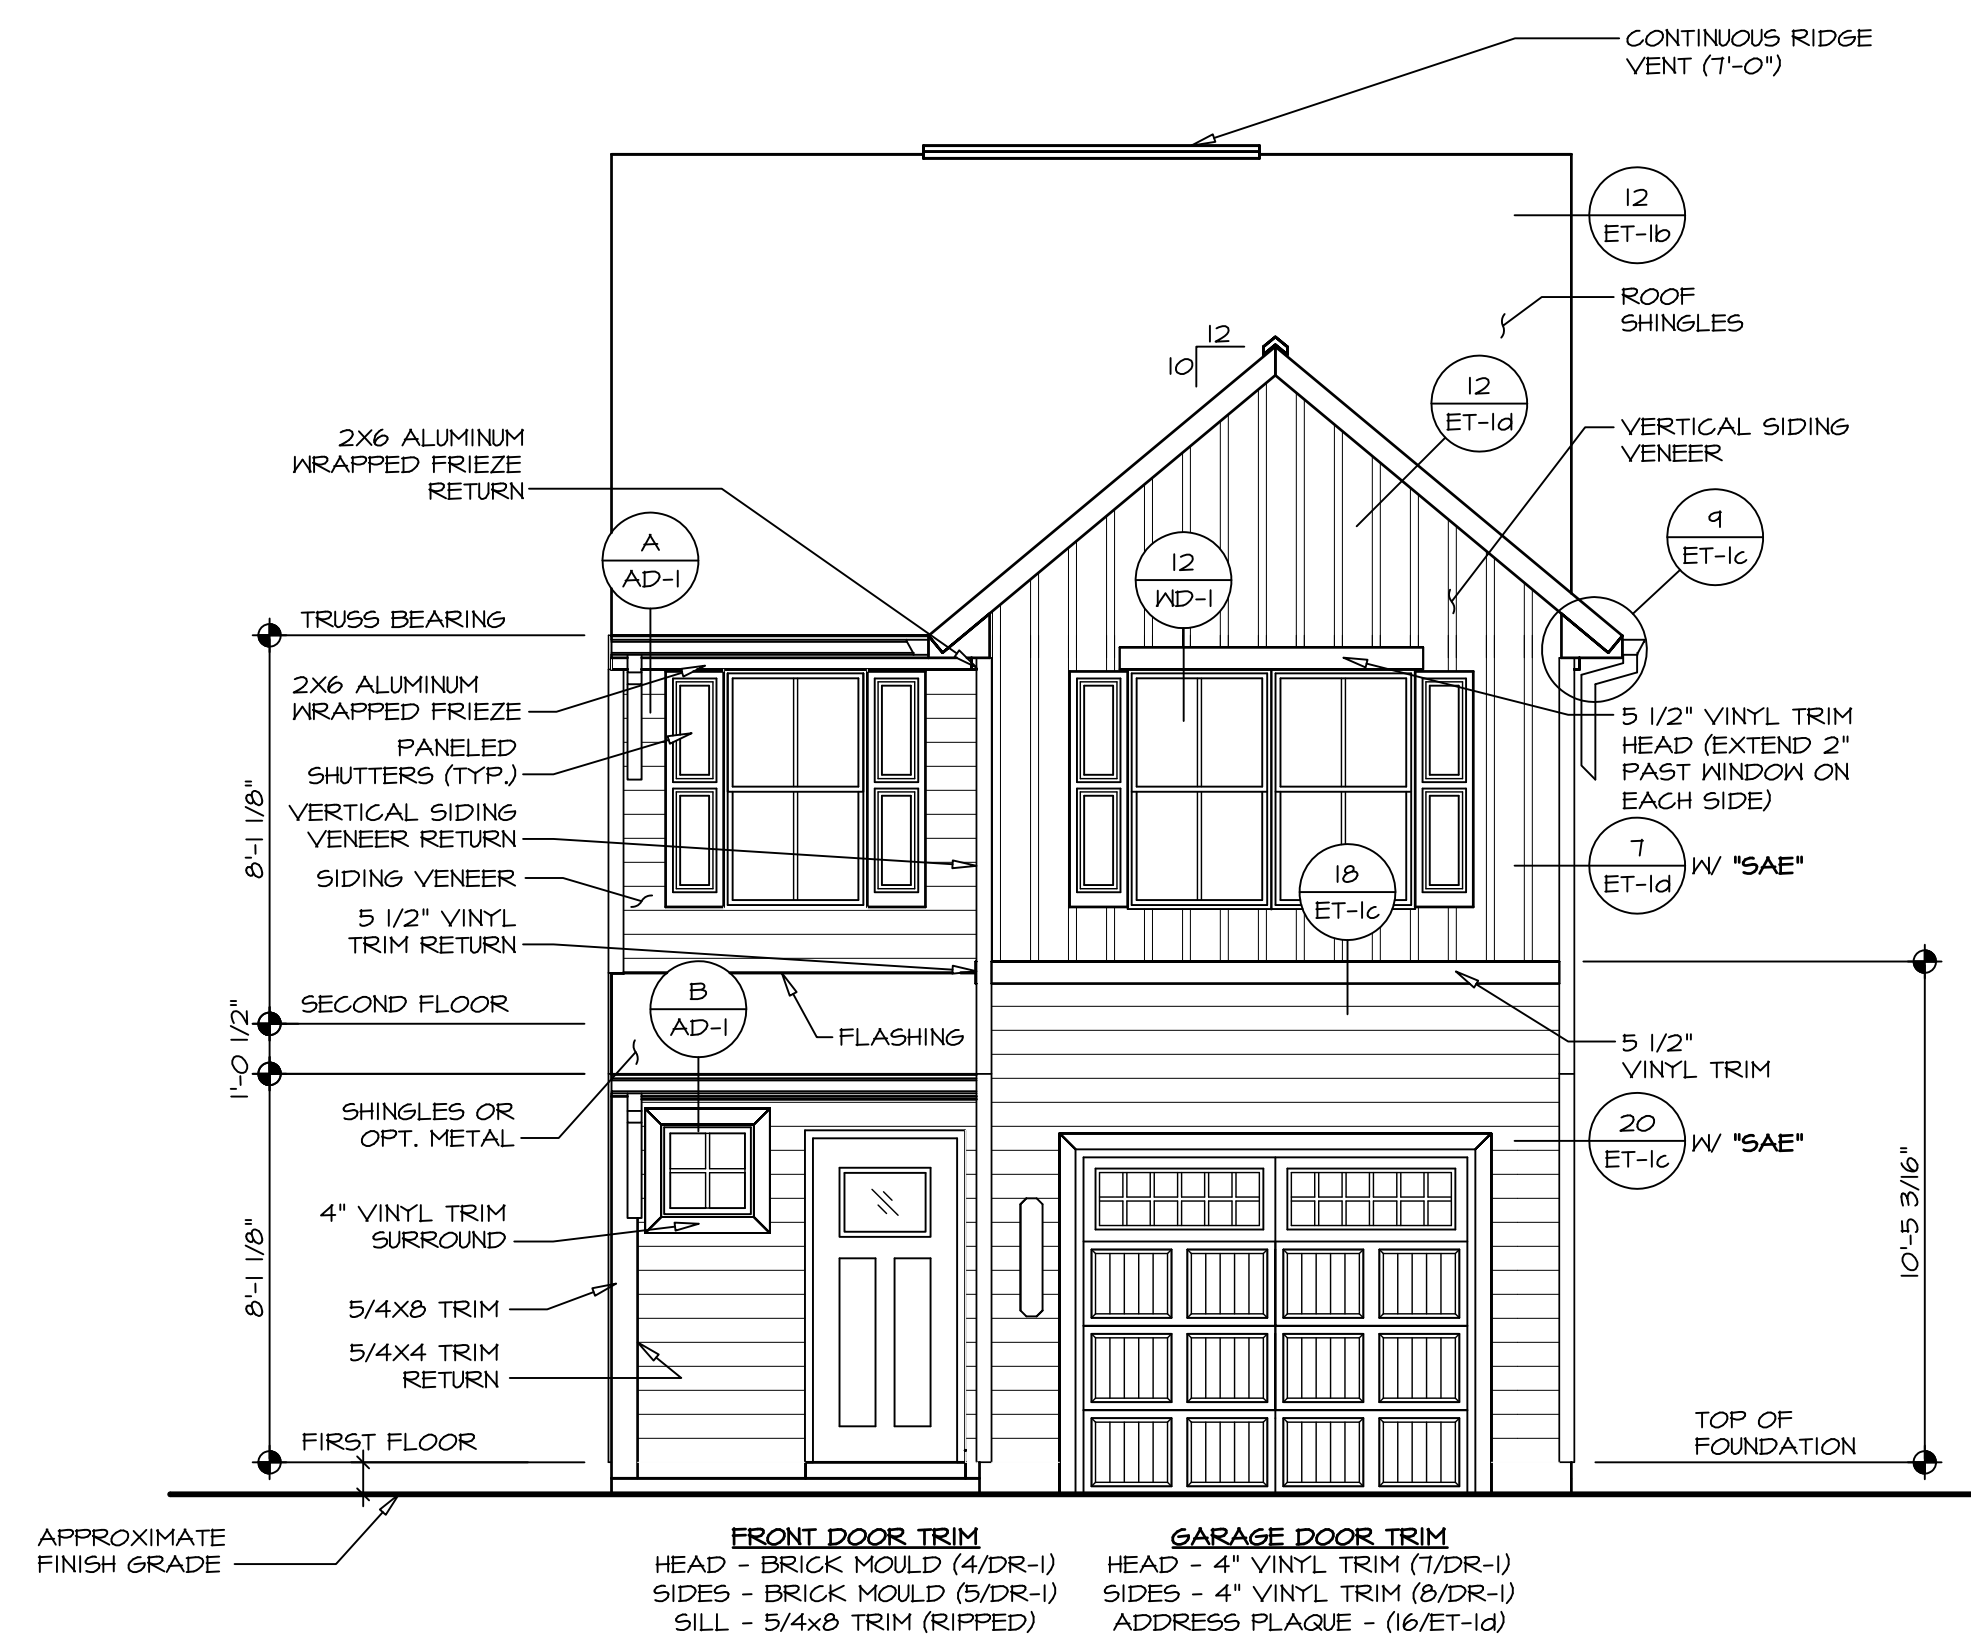 CONTINUOUS RIDGE
VENT (7'-0")
12
ET-1b
ROOF
SHINGLES
12
10
12
ET-1d
VERTICAL SIDING
VENEER
2X6 ALUMINUM
WRAPPED FRIEZE
RETURN
9
ET-1c
A
AD-1
12
WD-1
TRUSS BEARING
2X6 ALUMINUM
WRAPPED FRIEZE
PANELED
SHUTTERS (TYP.)
VERTICAL SIDING
VENEER RETURN
SIDING VENEER
5 1/2" VINYL
TRIM RETURN
8'-1 1/8"
5 1/2" VINYL TRIM
HEAD (EXTEND 2"
PAST WINDOW ON
EACH SIDE)
7
ET-1d
W/ "SAE"
18
ET-1c
SECOND FLOOR
B
AD-1
FLASHING
1'-0 1/2"
5 1/2"
VINYL TRIM
SHINGLES OR
OPT. METAL
20
ET-1c
W/ "SAE"
4" VINYL TRIM
SURROUND
8'-1 1/8"
10'-5 3/16"
5/4X8 TRIM
5/4X4 TRIM
RETURN
FIRST FLOOR
TOP OF
FOUNDATION
APPROXIMATE
FINISH GRADE
FRONT DOOR TRIM
HEAD - BRICK MOULD (4/DR-1)
SIDES - BRICK MOULD (5/DR-1)
SILL - 5/4x8 TRIM (RIPPED)
GARAGE DOOR TRIM
HEAD - 4" VINYL TRIM (7/DR-1)
SIDES - 4" VINYL TRIM (8/DR-1)
ADDRESS PLAQUE - (16/ET-1d)